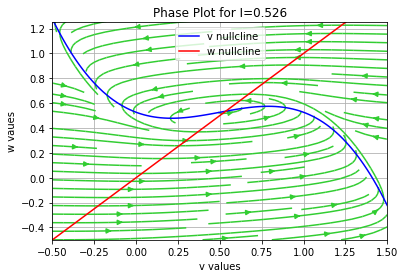 Phase Plot for I=0.526
v nullcline
w nullcline
w values
1.2
1.0
0.8
0.6
0.4
0.2
0.0
−0.2
−0.4
−0.50 −0.25 0.00 0.25 0.50 0.75 1.00 1.25 1.50
v values